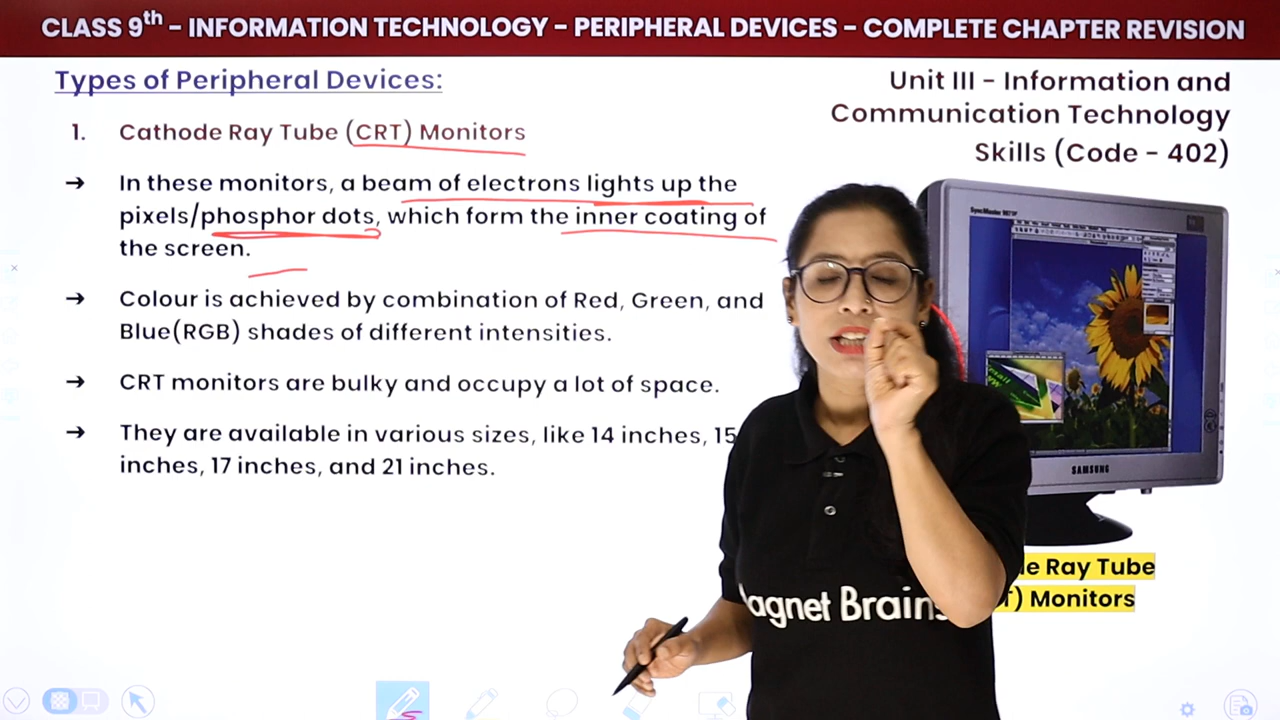 CLASS 9th – INFORMATION TECHNOLOGY – PERIPHERAL DEVICES – COMPLETE CHAPTER REVISION
Types of Peripheral Devices:
Unit III – Information and
Communication Technology
Skills (Code – 402)
1. Cathode Ray Tube (CRT) Monitors
→ In these monitors, a beam of electrons lights up the
pixels/phosphor dots, which form the inner coating of
the screen.
→ Colour is achieved by combination of Red, Green, and
Blue(RGB) shades of different intensities.
→ CRT monitors are bulky and occupy a lot of space.
→ They are available in various sizes, like 14 inches, 15
inches, 17 inches, and 21 inches.
SAMSUNG
Ray Tube
Monitors
agnet Brains